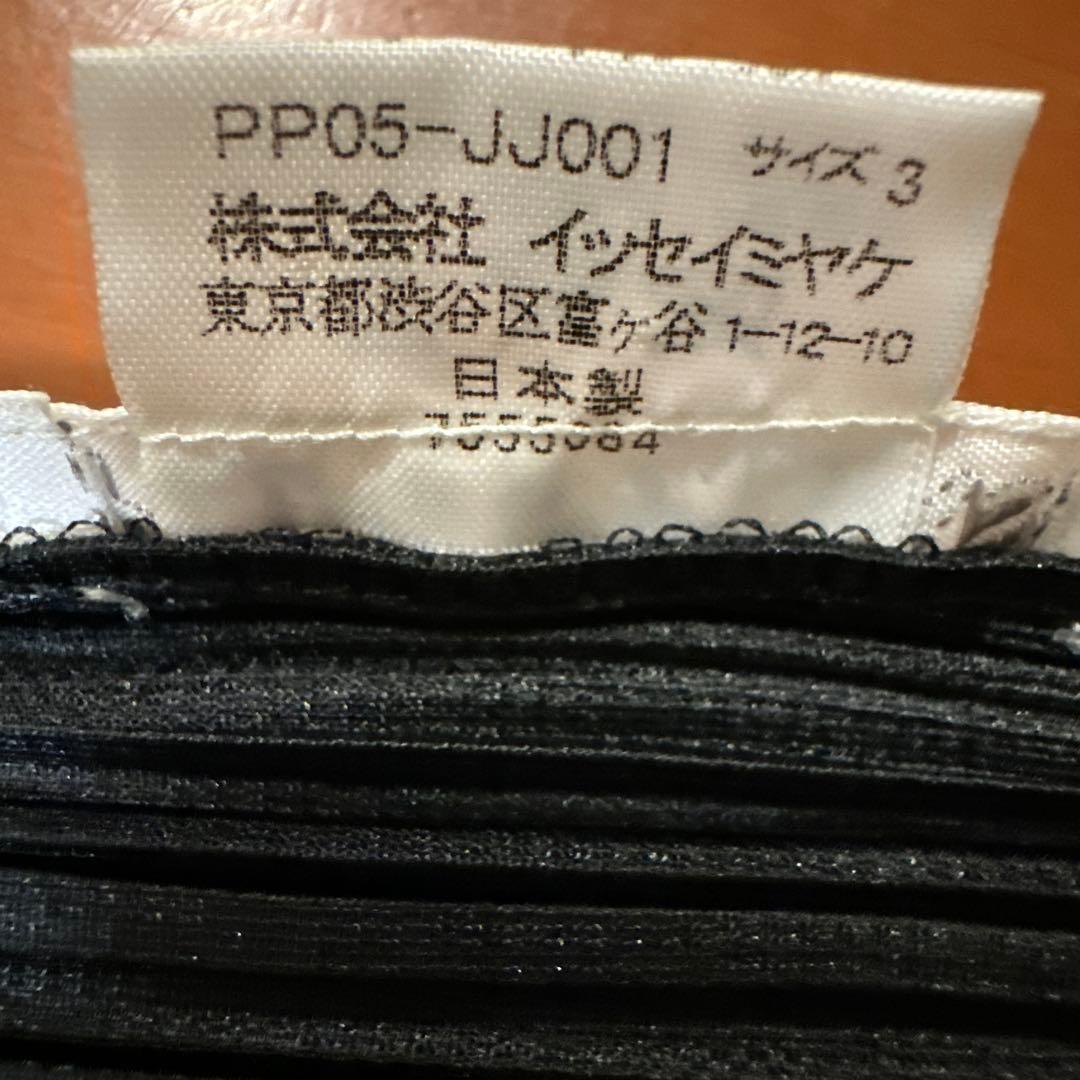 PP05-JJ001 サイズ 3
株式会社 イッセイミヤケ
東京都渋谷区富ヶ谷 1-12-10
日本製